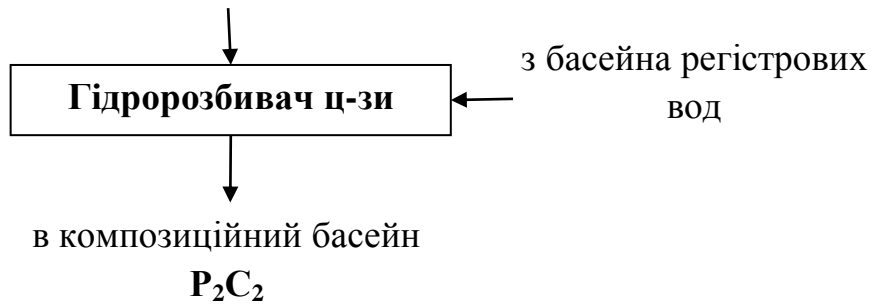 з басейна регістрових
вод
Гідророзбивач ц-зи
в композиційний басейн
P₂C₂